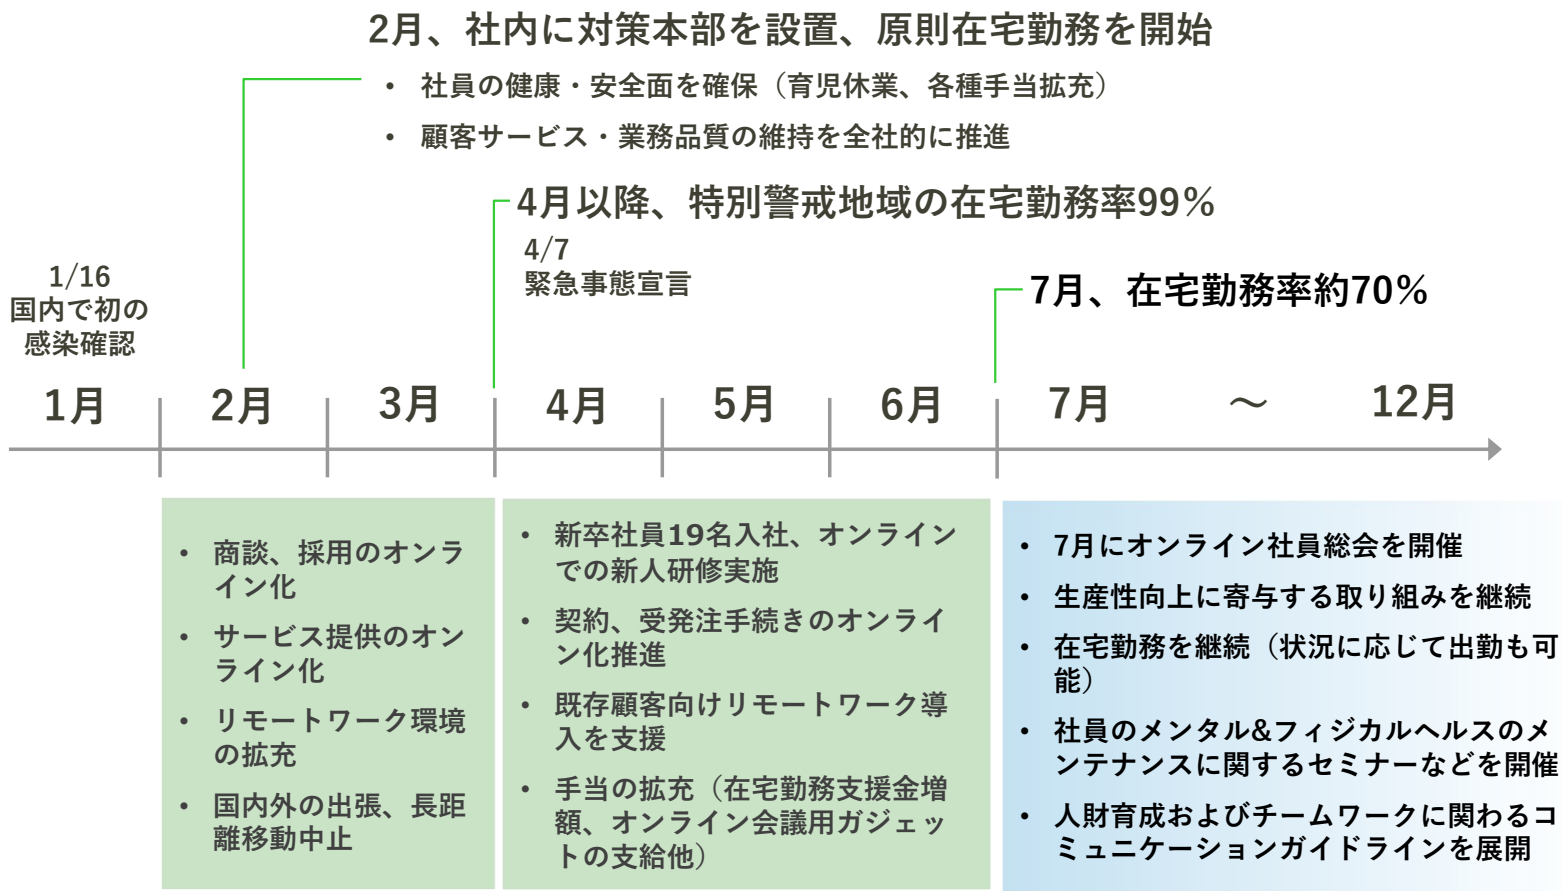 2月、社内に対策本部を設置、原則在宅勤務を開始
• 社員の健康・安全面を確保（育児休業、各種手当拡充）
• 顧客サービス・業務品質の維持を全社的に推進
4月以降、特別警戒地域の在宅勤務率99%
4/7
緊急事態宣言
1/16
国内で初の
感染確認
7月、在宅勤務率約70%
1月 2月 3月 4月 5月 6月 7月 ～ 12月
• 商談、採用のオンラ
イン化
• サービス提供のオン
ライン化
• リモートワーク環境
の拡充
• 国内外の出張、長距
離移動中止
• 新卒社員19名入社、オンライン
での新人研修実施
• 契約、受発注手続きのオンライ
ン化推進
• 既存顧客向けリモートワーク導
入を支援
• 手当の拡充（在宅勤務支援金増
額、オンライン会議用ガジェッ
トの支給他）
• 7月にオンライン社員総会を開催
• 生産性向上に寄与する取り組みを継続
• 在宅勤務を継続（状況に応じて出勤も可
能）
• 社員のメンタル&フィジカルヘルスのメ
ンテナンスに関するセミナーなどを開催
• 人財育成およびチームワークに関わるコ
ミュニケーションガイドラインを展開